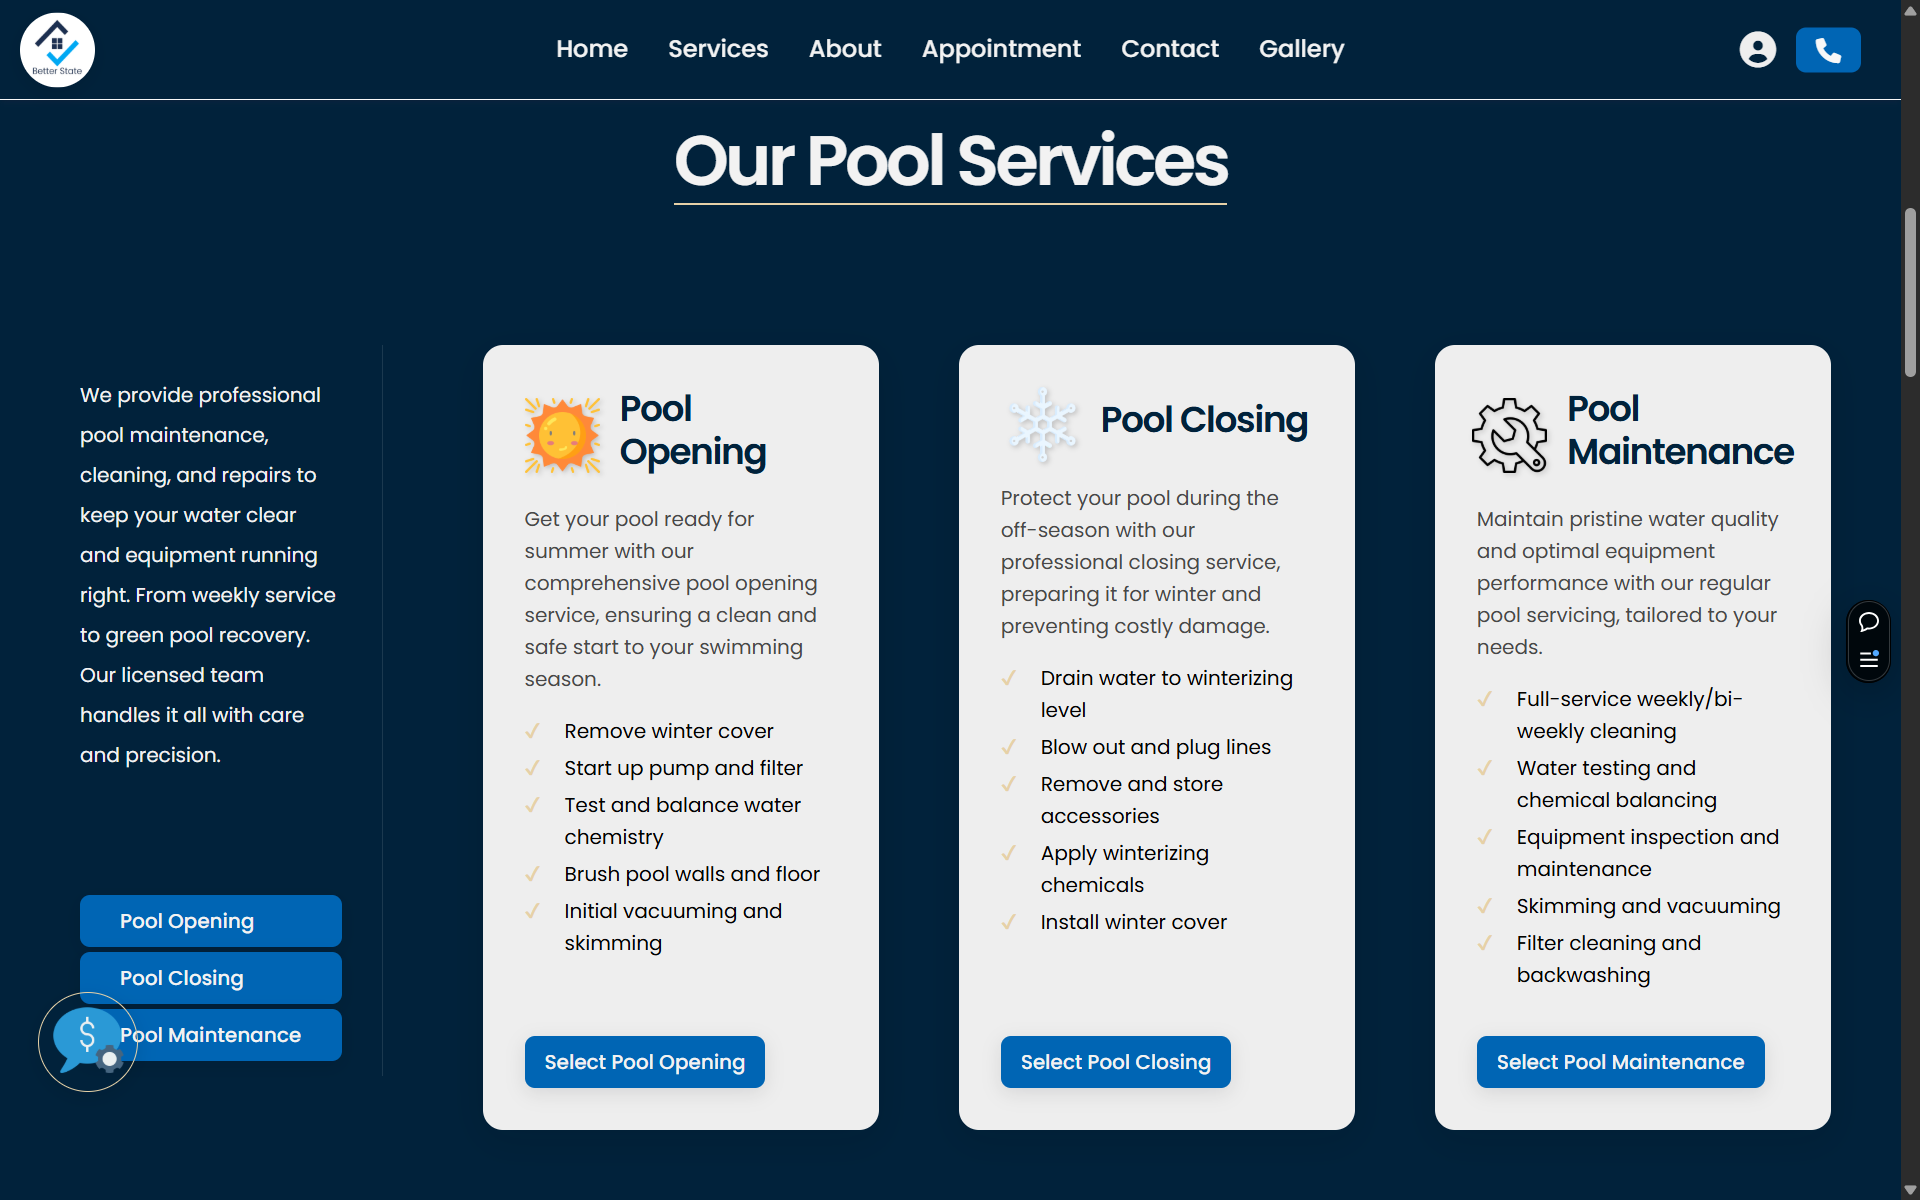 Better State
Home
Services
About
Appointment
Contact
Gallery
Our Pool Services
We provide professional
pool maintenance,
cleaning, and repairs to
keep your water clear
and equipment running
right. From weekly service
to green pool recovery.
Our licensed team
handles it all with care
and precision.
Pool Opening
Pool Closing
$
Pool Maintenance
Pool
Opening
Get your pool ready for
summer with our
comprehensive pool opening
service, ensuring a clean and
safe start to your swimming
season.
Remove winter cover
Start up pump and filter
Test and balance water
chemistry
Brush pool walls and floor
Initial vacuuming and
skimming
Select Pool Opening
Pool Closing
Protect your pool during the
off-season with our
professional closing service,
preparing it for winter and
preventing costly damage.
Drain water to winterizing
level
Blow out and plug lines
Remove and store
accessories
Apply winterizing
chemicals
Install winter cover
Select Pool Closing
Pool
Maintenance
Maintain pristine water quality
and optimal equipment
performance with our regular
pool servicing, tailored to your
needs.
Full-service weekly/bi-
weekly cleaning
Water testing and
chemical balancing
Equipment inspection and
maintenance
Skimming and vacuuming
Filter cleaning and
backwashing
Select Pool Maintenance